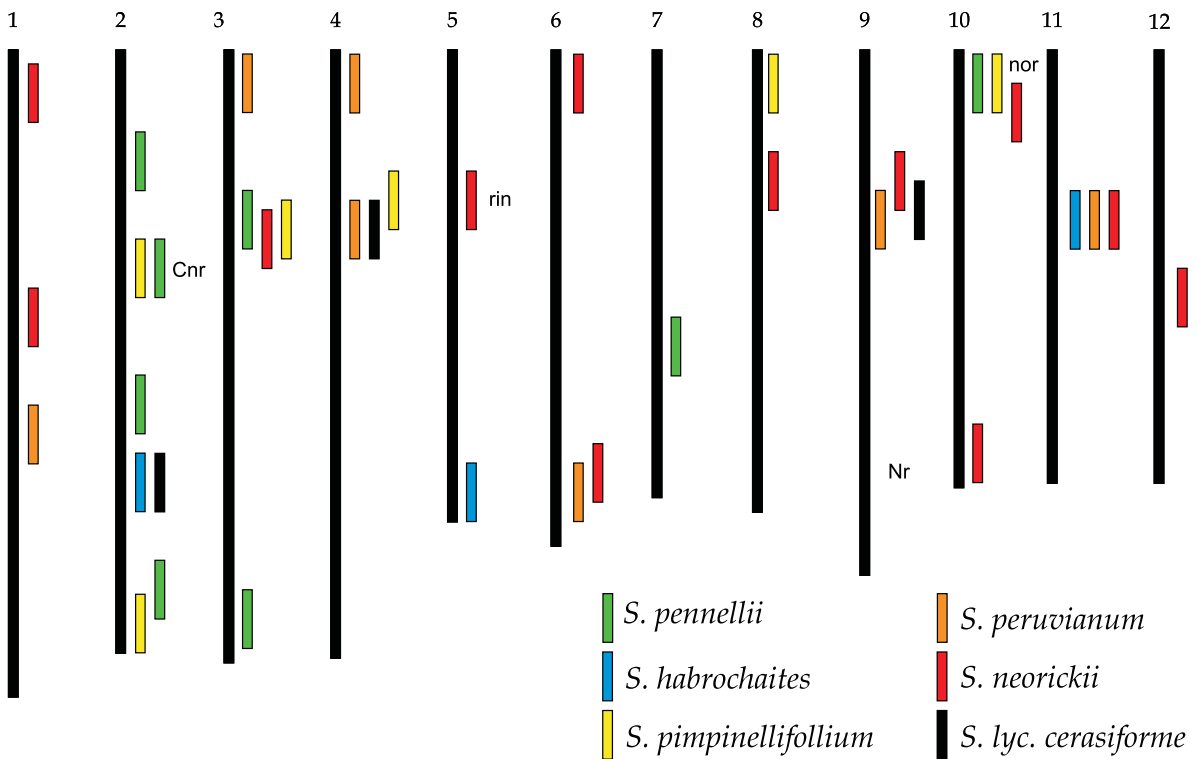 1 2 3 4 5 6 7 8 9 10 11 12
nor
rin
Cnr
Nr
S. pennellii
S. peruvianum
S. habrochaites
S. neorickii
S. pimpinellifollium
S. lyc. cerasiforme